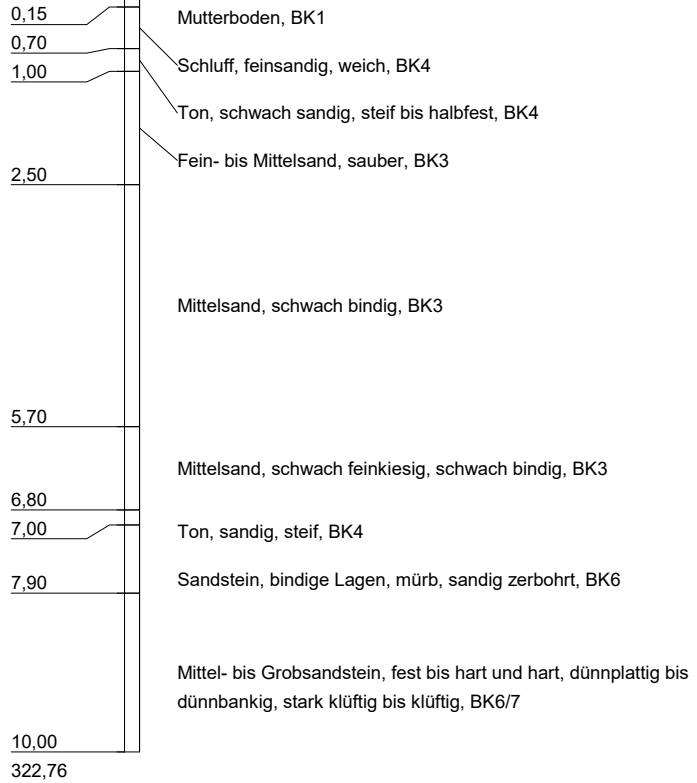 0,15
Mutterboden, BK1
0,70
Schluff, feinsandig, weich, BK4
1,00
Ton, schwach sandig, steif bis halbfest, BK4
Fein- bis Mittelsand, sauber, BK3
2,50
Mittelsand, schwach bindig, BK3
5,70
Mittelsand, schwach feinkiesig, schwach bindig, BK3
6,80
7,00
Ton, sandig, steif, BK4
7,90
Sandstein, bindige Lagen, mürb, sandig zerbohrt, BK6
Mittel- bis Grobsandstein, fest bis hart und hart, dünnplattig bis
dünnbankig, stark klüftig bis klüftig, BK6/7
10,00
322,76